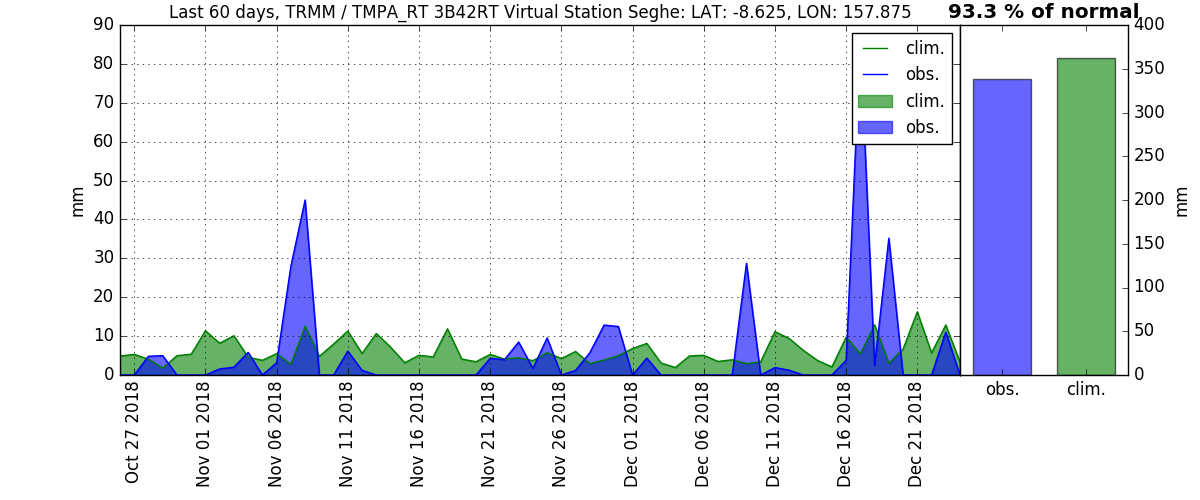 Last 60 days, TRMM / TMPA_RT 3B42RT Virtual Station Seghe: LAT: -8.625, LON: 157.875
93.3 % of normal
90
80
70
60
50
40
30
20
10
0
mm
clim.
obs.
clim.
obs.
400
350
300
250
200
150
100
50
0
mm
Oct 27 2018
Nov 01 2018
Nov 06 2018
Nov 11 2018
Nov 16 2018
Nov 21 2018
Nov 26 2018
Dec 01 2018
Dec 06 2018
Dec 11 2018
Dec 16 2018
Dec 21 2018
obs.
clim.